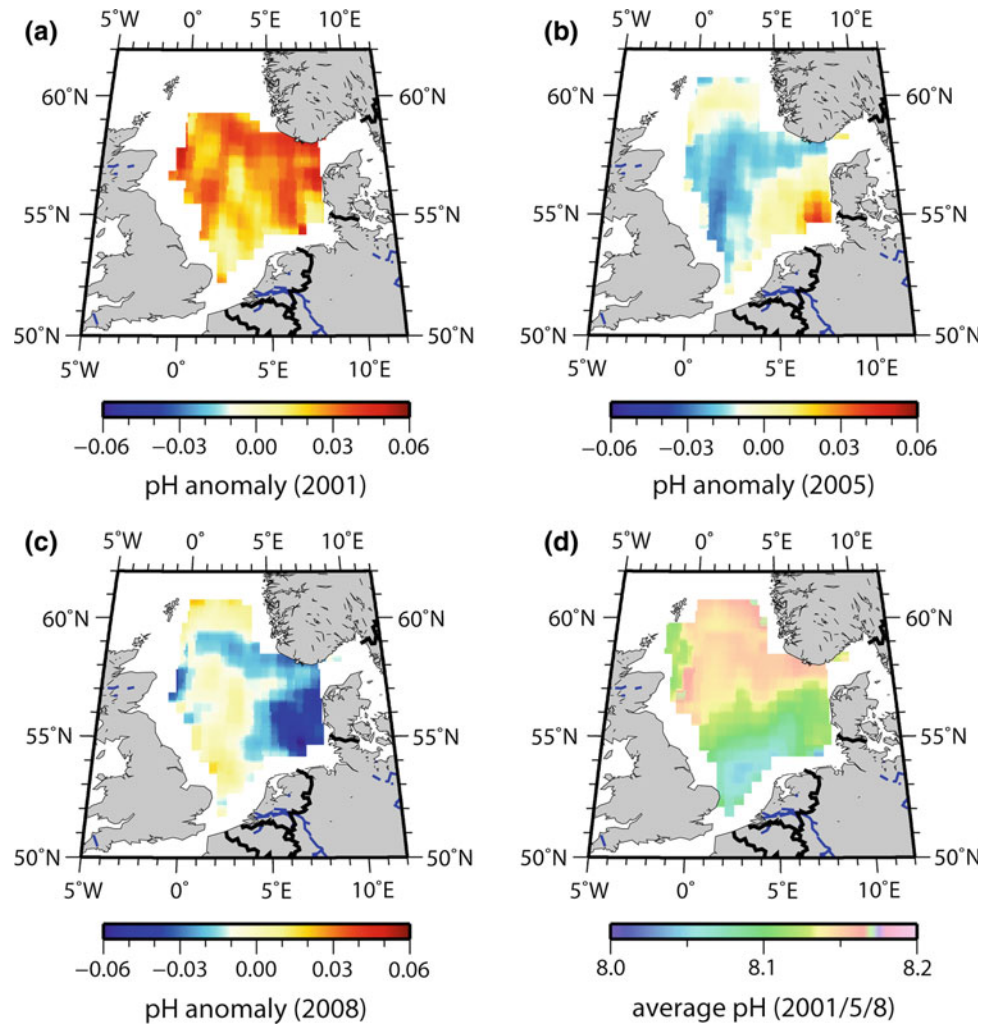 (a)
5˚W 0˚ 5˚E 10˚E
60˚N 60˚N
55˚N 55˚N
50˚N 50˚N
5˚W 0˚ 5˚E 10˚E
−0.06 −0.03 0.00 0.03 0.06
pH anomaly (2001)
(b)
5˚W 0˚ 5˚E 10˚E
60˚N 60˚N
55˚N 55˚N
50˚N 50˚N
5˚W 0˚ 5˚E 10˚E
−0.06 −0.03 0.00 0.03 0.06
pH anomaly (2005)
(c)
5˚W 0˚ 5˚E 10˚E
60˚N 60˚N
55˚N 55˚N
50˚N 50˚N
5˚W 0˚ 5˚E 10˚E
−0.06 −0.03 0.00 0.03 0.06
pH anomaly (2008)
(d)
5˚W 0˚ 5˚E 10˚E
60˚N 60˚N
55˚N 55˚N
50˚N 50˚N
5˚W 0˚ 5˚E 10˚E
8.0 8.1 8.2
average pH (2001/5/8)